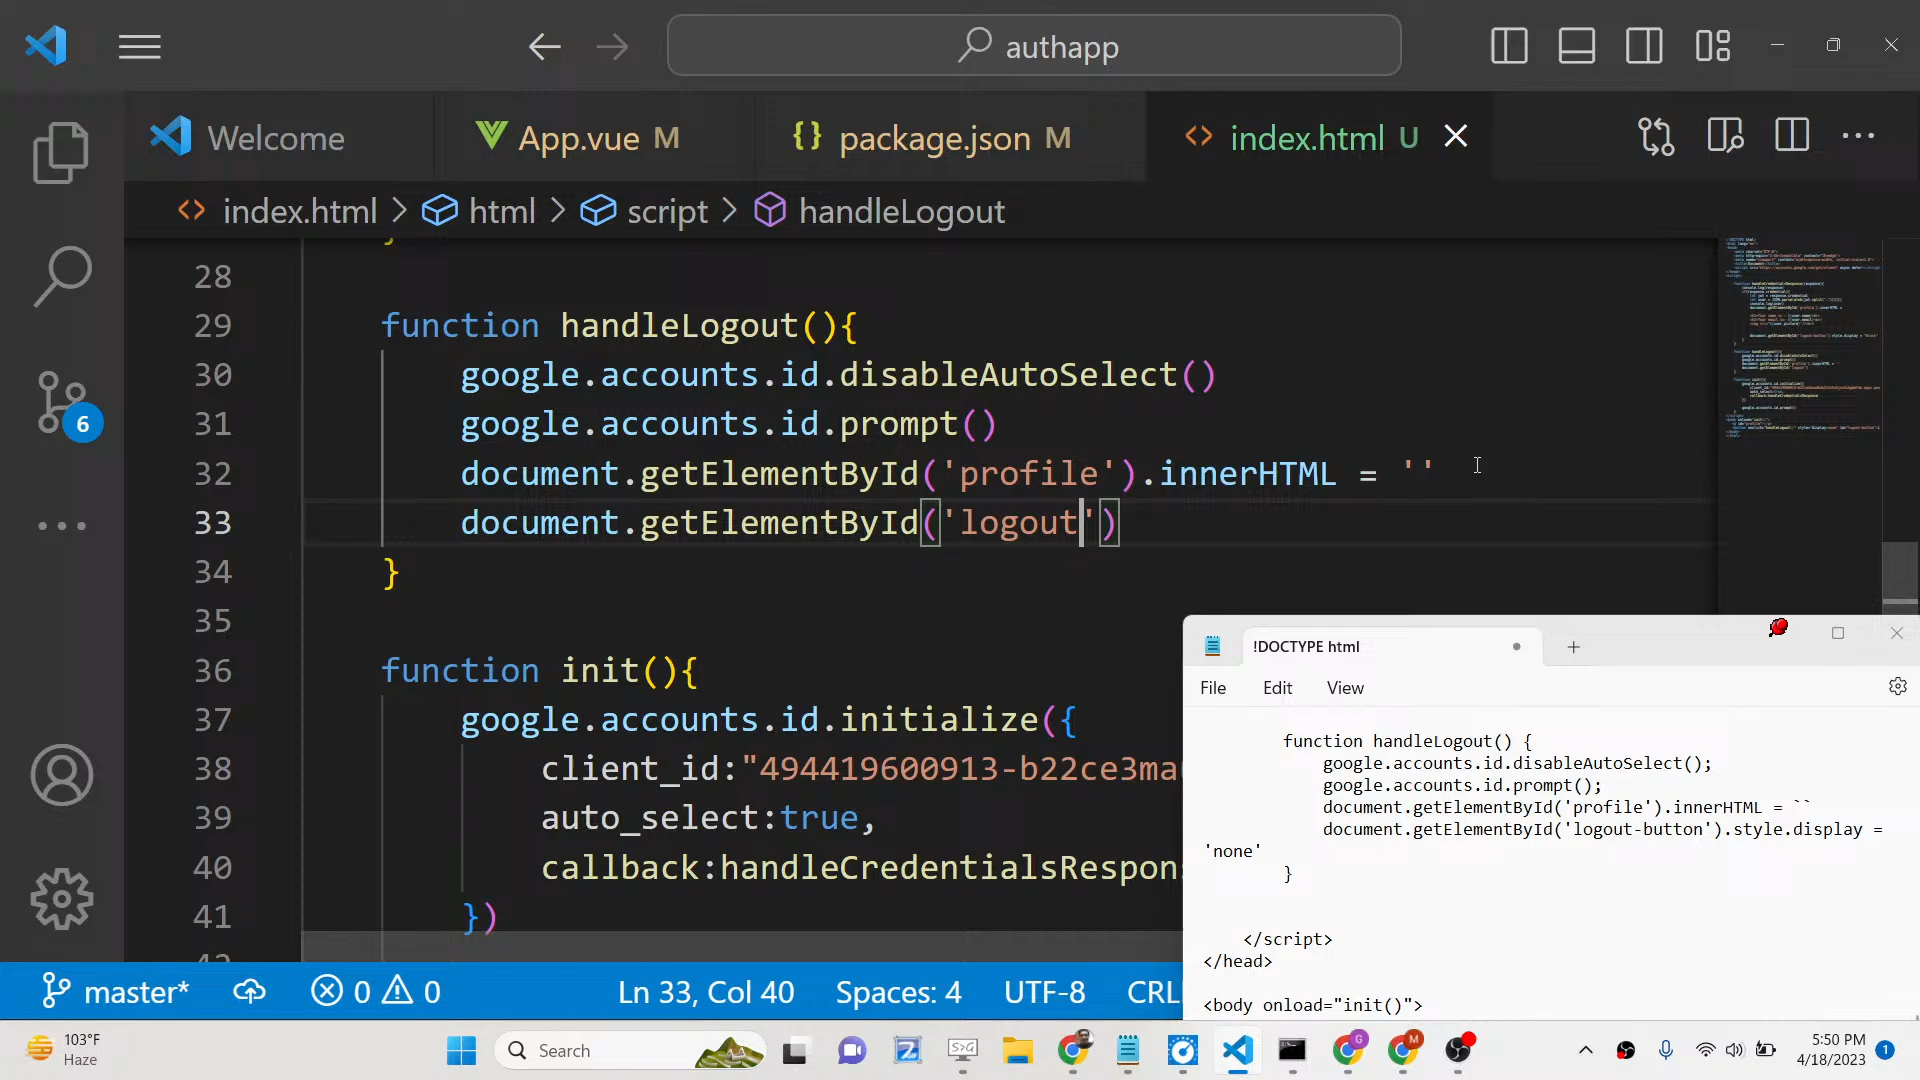 authapp
Welcome
App.vue M
package.json M
index.html U
index.html > html > script > handleLogout
28
29 function handleLogout(){
30 google.accounts.id.disableAutoSelect()
31 google.accounts.id.prompt()
32 document.getElementById('profile').innerHTML = ''
33 document.getElementById('logout')
34 }
35
36 function init(){
37 google.accounts.id.initialize({
38 client_id:"494419600913-b22ce3ma
39 auto_select:true,
40 callback:handleCredentialsRespon
41 })
6
!DOCTYPE html
File Edit View
function handleLogout() {
google.accounts.id.disableAutoSelect();
google.accounts.id.prompt();
document.getElementById('profile').innerHTML = ``
document.getElementById('logout-button').style.display =
'none'
}
</script>
</head>
<body onload="init()">
master* 0 0 Ln 33, Col 40 Spaces: 4 UTF-8 CRL
103°F
Haze
Search
5:50 PM
4/18/2023
1